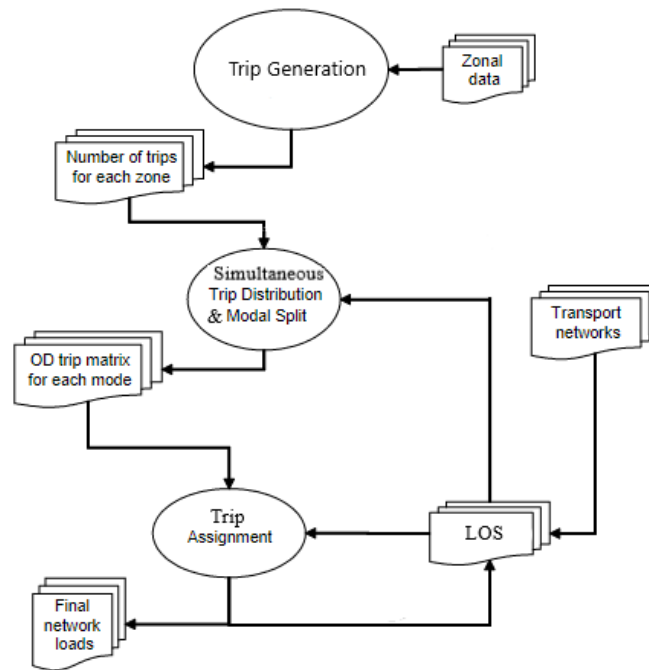 Trip Generation
Zonal
data
Number of trips
for each zone
Simultaneous
Trip Distribution
& Modal Split
Transport
networks
OD trip matrix
for each mode
Trip
Assignment
LOS
Final
network
loads